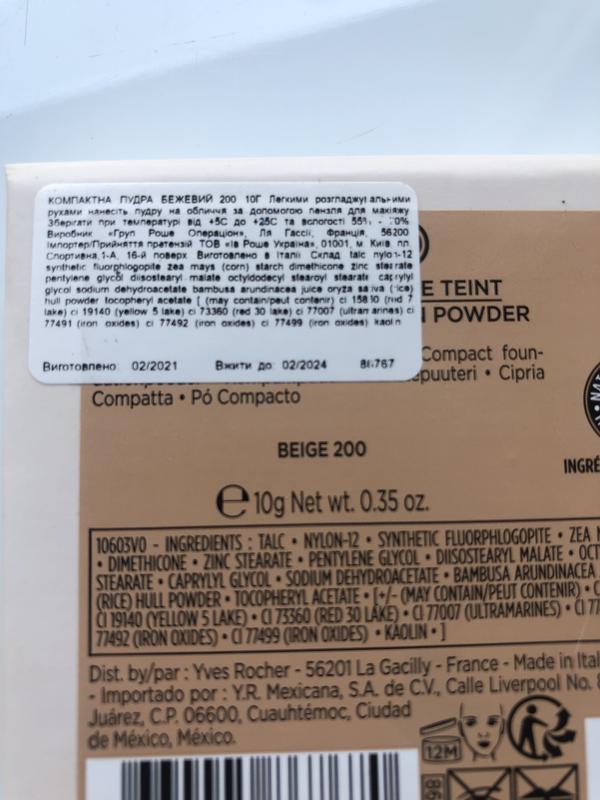 КОМПАКТНА ПУДРА БЕЖЕВИЙ 200 10Г Легкими розгладжувальними
рухами нанесіть пудру на обличчя за допомогою пензля для макіяжу
Зберігати при температурі від +5С до +25С та вологості 55% - 70%
Виробник «Груп Роше Операціон», Ля Гассіі, Франція, 56200
Імпортер/Прийняття претензій ТОВ «Ів Роше Україна», 01001, м. Київ пл.
Спортивна,1-А, 16-й поверх Виготовлено в Італії Склад talc nylon-12
synthetic fluorphlogopite zea mays (corn) starch dimethicone zinc stearate
pentylene glycol diisostearyl malate octyldodecyl stearoyl stearate caprylyl
glycol sodium dehydroacetate bambusa arundinacea juice oryza sativa (rice)
hull powder tocopheryl acetate [ (may contain/peut contenir) ci 15850 (red 7
lake) ci 19140 (yellow 5 lake) ci 73360 (red 30 lake) ci 77007 (ultramarines) ci
77491 (iron oxides) ci 77492 (iron oxides) ci 77499 (iron oxides) kaolin
Виготовлено: 02/2021 Вжити до: 02/2024 86767
E TEINT
POWDER
Compact foun-
epuuteri • Cipria
Compatta • Pó Compacto
BEIGE 200
INGRÉ
e 10g Net wt. 0.35 oz.
10603V0 - INGREDIENTS : TALC • NYLON-12 • SYNTHETIC FLUORPHLOGOPITE • ZEA
• DIMETHICONE • ZINC STEARATE • PENTYLENE GLYCOL • DIISOSTEARYL MALATE • OCT
STEARATE • CAPRYLYL GLYCOL • SODIUM DEHYDROACETATE • BAMBUSA ARUNDINACEA
(RICE) HULL POWDER • TOCOPHERYL ACETATE • [+/- (MAY CONTAIN/PEUT CONTENIR) •
CI 19140 (YELLOW 5 LAKE) • CI 73360 (RED 30 LAKE) • CI 77007 (ULTRAMARINES) • CI 77
77492 (IRON OXIDES) • CI 77499 (IRON OXIDES) • KAOLIN • ]
Dist. by/par : Yves Rocher - 56201 La Gacilly - France - Made in Ital
- Importado por : Y.R. Mexicana, S.A. de C.V., Calle Liverpool No.
Juárez, C.P. 06600, Cuauhtémoc, Ciudad
de México, México.
12M